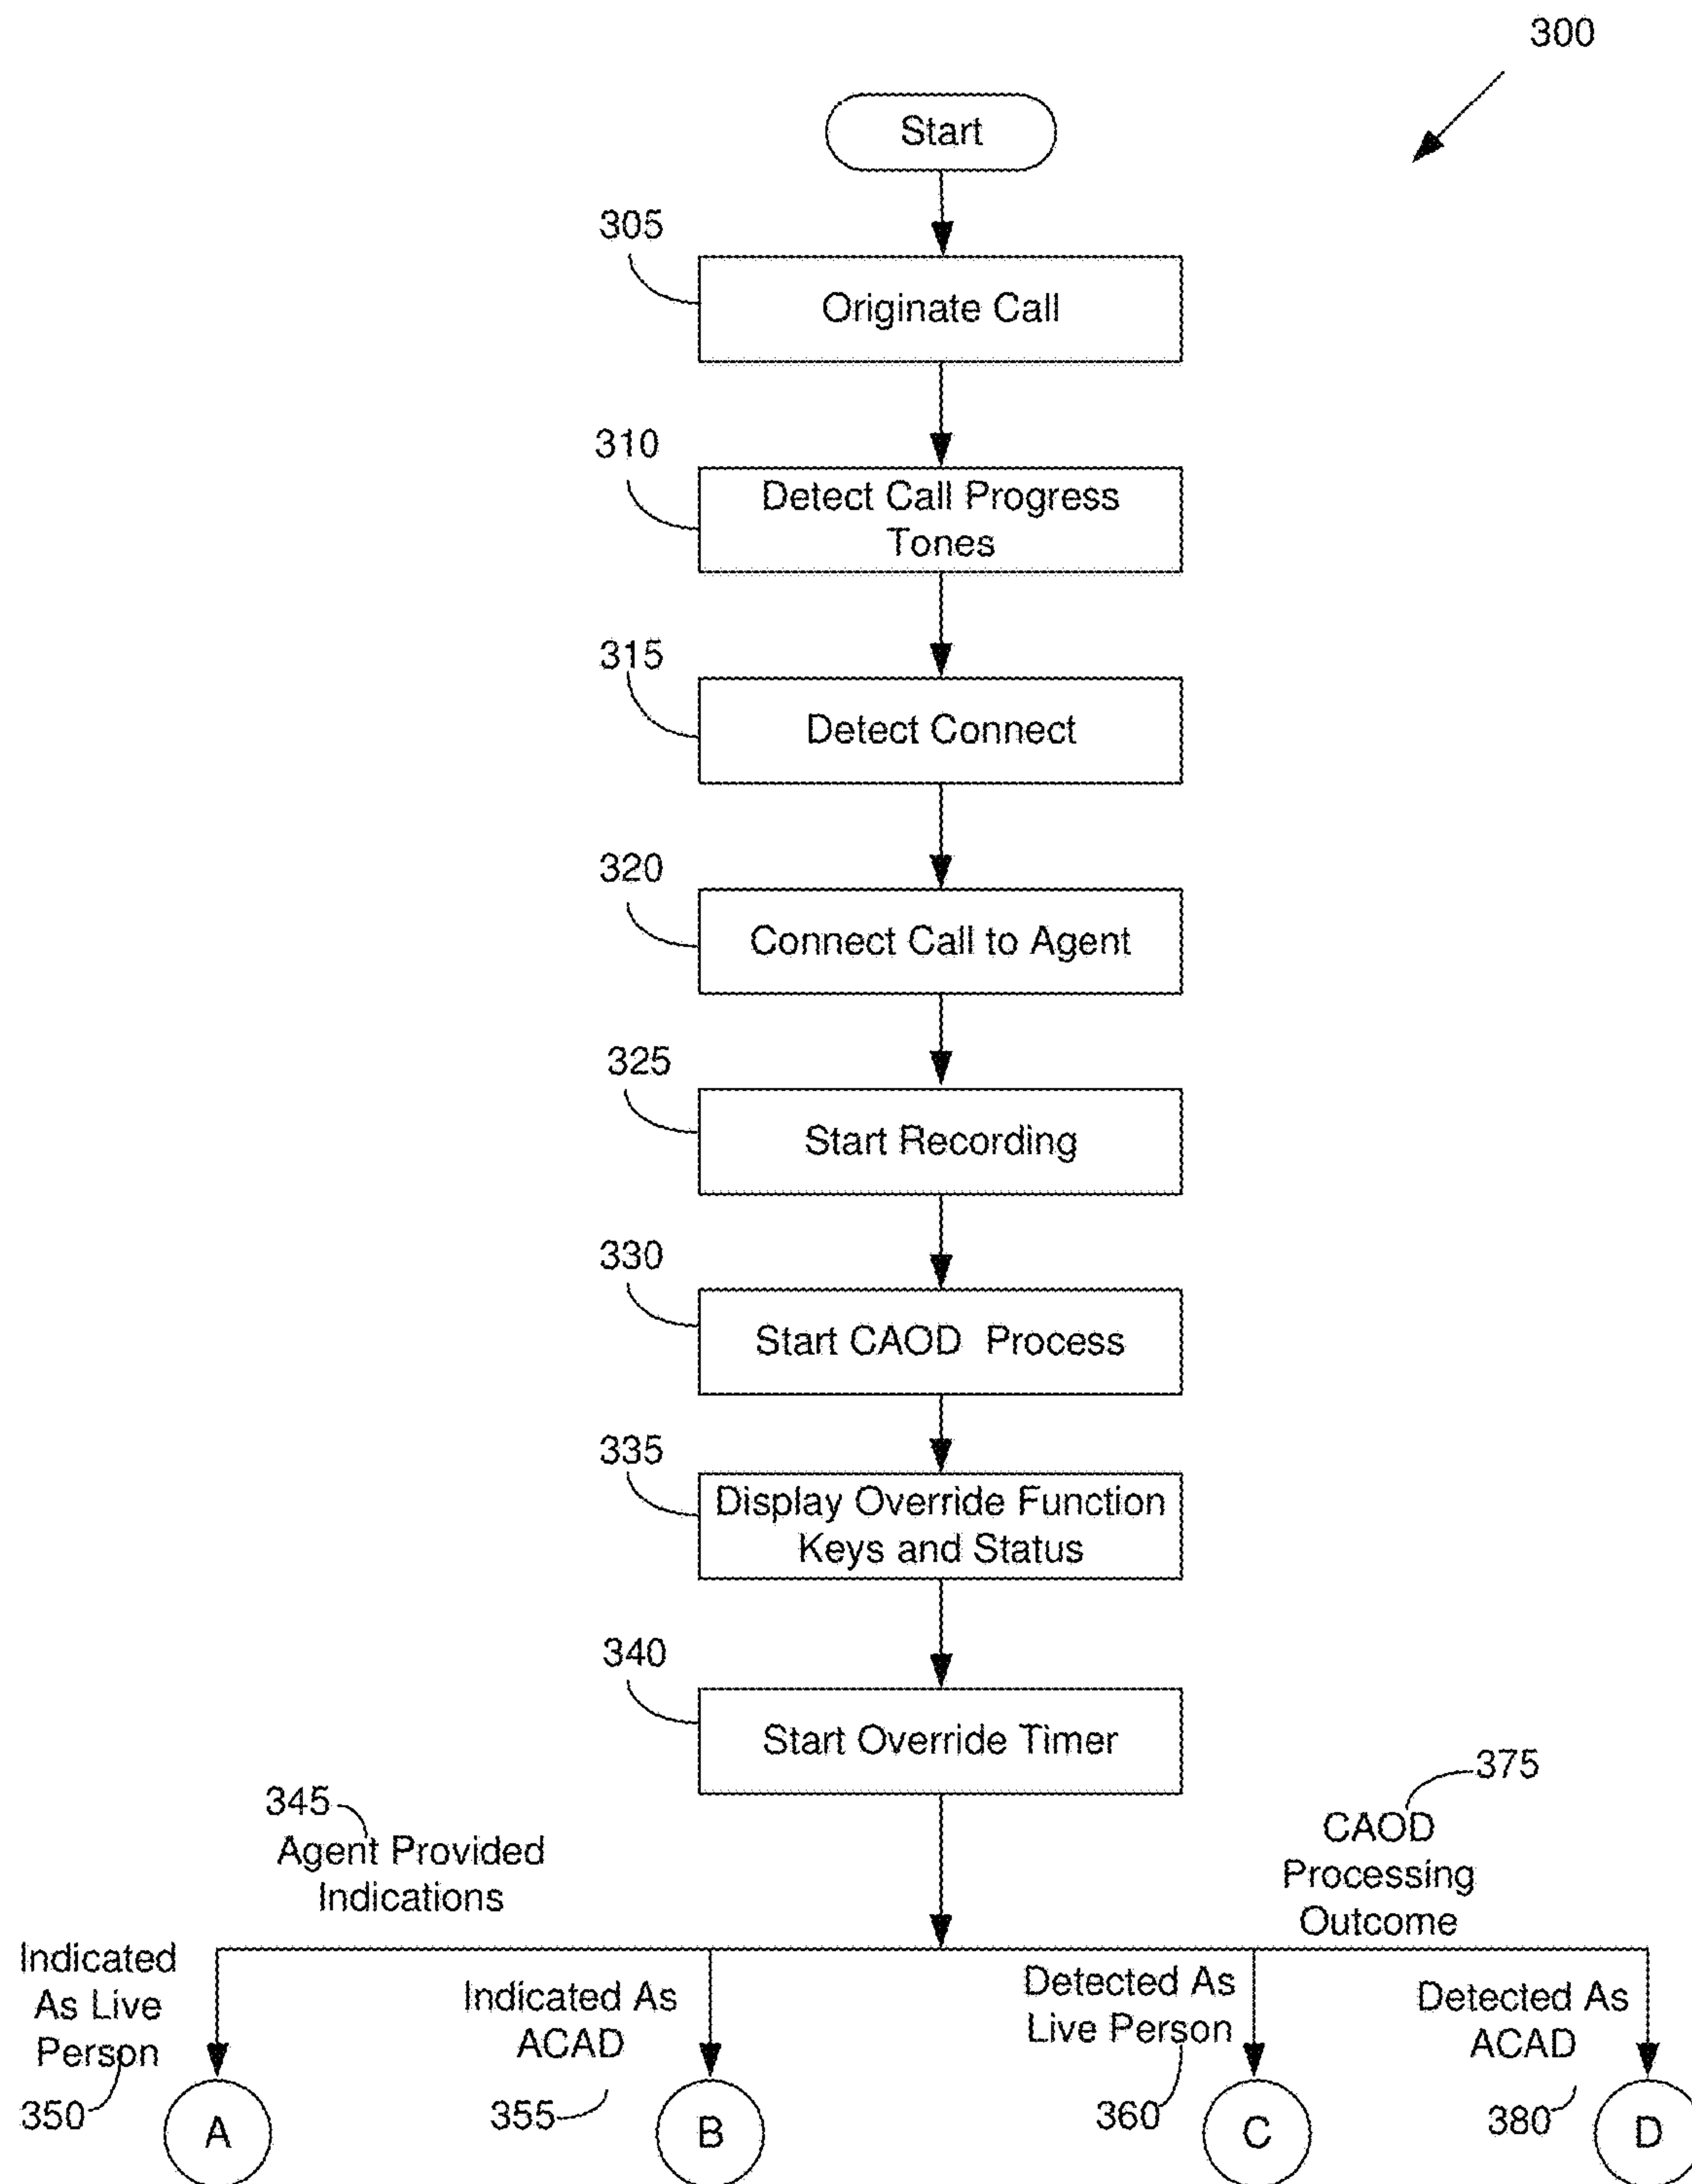 300
Start
305
Originate Call
310
Detect Call Progress
Tones
315
Detect Connect
320
Connect Call to Agent
325
Start Recording
330
Start CAOD Process
335
Display Override Function
Keys and Status
340
Start Override Timer
345
Agent Provided
Indications
375
CAOD
Processing
Outcome
Indicated
As Live
Person
350
A
Indicated As
ACAD
355
B
Detected As
Live Person
360
C
Detected As
ACAD
380
D